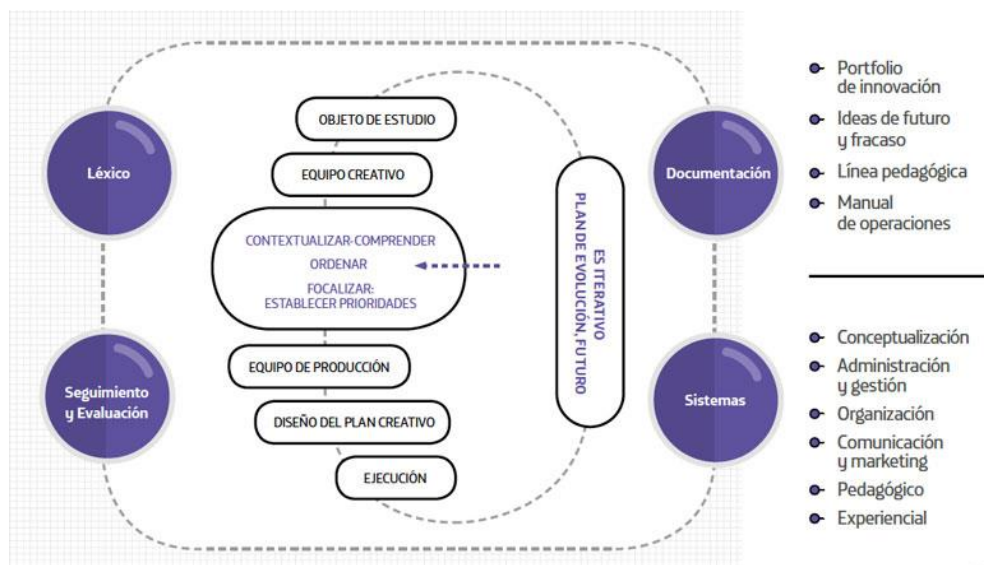 Léxico
Seguimiento
y Evaluación
OBJETO DE ESTUDIO
EQUIPO CREATIVO
CONTEXTUALIZAR-COMPRENDER
ORDENAR
FOCALIZAR:
ESTABLECER PRIORIDADES
EQUIPO DE PRODUCCIÓN
DISEÑO DEL PLAN CREATIVO
EJECUCIÓN
ES ITERATIVO
PLAN DE EVOLUCIÓN, FUTURO
Documentación
Sistemas
Portfolio
de innovación
Ideas de futuro
y fracaso
Línea pedagógica
Manual
de operaciones
Conceptualización
Administración
y gestión
Organización
Comunicación
y marketing
Pedagógico
Experiencial